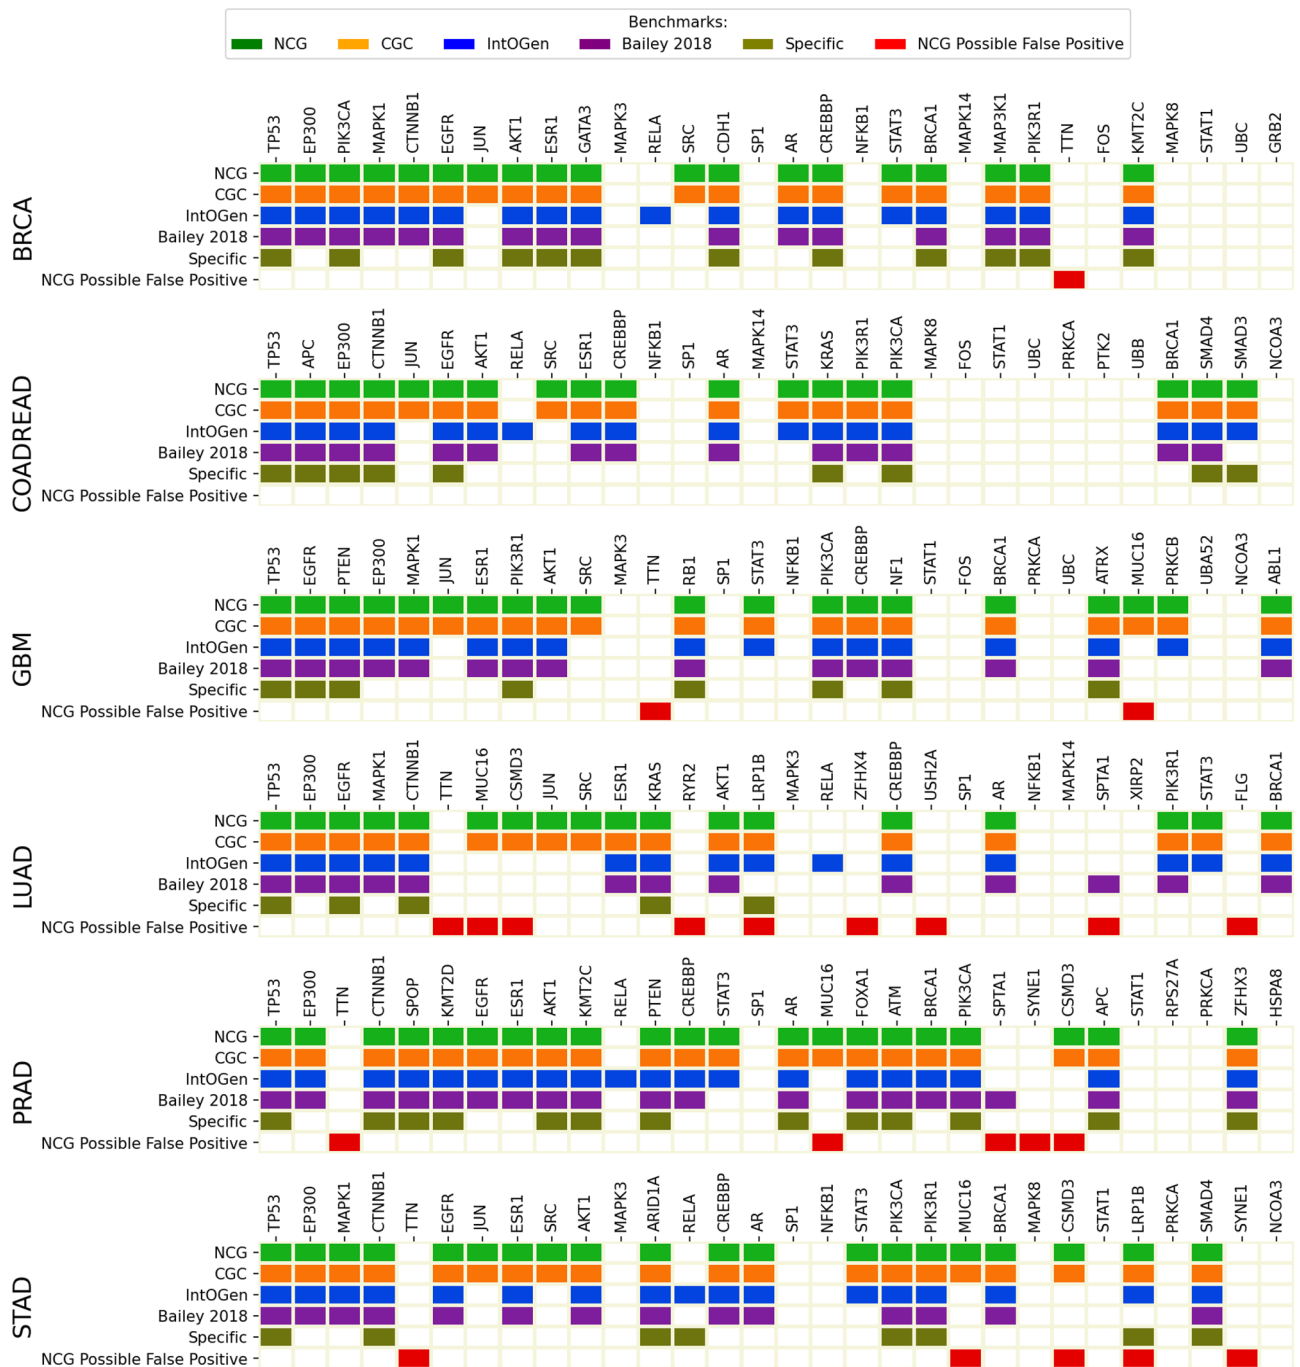 Benchmarks:
NCG CGC IntOGen Bailey 2018 Specific NCG Possible False Positive
BRCA
TP53 EP300 PIK3CA MAPK1 CTNNB1 EGFR JUN AKT1 ESR1 GATA3 MAPK3 RELA SRC CDH1 SP1 AR CREBBP NFKB1 STAT3 BRCA1 MAPK14 MAP3K1 PIK3R1 TTN FOS KMT2C MAPK8 STAT1 UBC GRB2
NCG
CGC
IntOGen
Bailey 2018
Specific
NCG Possible False Positive
COADREAD
TP53 APC EP300 CTNNB1 JUN EGFR AKT1 RELA SRC ESR1 CREBBP NFKB1 SP1 AR MAPK14 STAT3 KRAS PIK3R1 PIK3CA MAPK8 FOS STAT1 UBC PRKCA PTK2 UBB BRCA1 SMAD4 SMAD3 NCOA3
NCG
CGC
IntOGen
Bailey 2018
Specific
NCG Possible False Positive
GBM
TP53 EGFR PTEN EP300 MAPK1 JUN ESR1 PIK3R1 AKT1 SRC MAPK3 TTN RB1 SP1 STAT3 NFKB1 PIK3CA CREBBP NF1 STAT1 FOS BRCA1 PRKCA UBC ATRX MUC16 PRKCB UBA52 NCOA3 ABL1
NCG
CGC
IntOGen
Bailey 2018
Specific
NCG Possible False Positive
LUAD
TP53 EP300 EGFR MAPK1 CTNNB1 TTN MUC16 CSMD3 JUN SRC ESR1 KRAS RYR2 AKT1 LRP1B MAPK3 RELA ZFHX4 CREBBP USH2A SP1 AR NFKB1 MAPK14 SPTA1 XIRP2 PIK3R1 STAT3 FLG BRCA1
NCG
CGC
IntOGen
Bailey 2018
Specific
NCG Possible False Positive
PRAD
TP53 EP300 TTN CTNNB1 SPOP KMT2D EGFR ESR1 AKT1 KMT2C RELA PTEN CREBBP STAT3 SP1 AR MUC16 FOXA1 ATM BRCA1 PIK3CA SPTA1 SYNE1 CSMD3 APC STAT1 RPS27A PRKCA ZFHX3 HSPA8
NCG
CGC
IntOGen
Bailey 2018
Specific
NCG Possible False Positive
STAD
TP53 EP300 MAPK1 CTNNB1 TTN EGFR JUN ESR1 SRC AKT1 MAPK3 ARID1A RELA CREBBP AR SP1 NFKB1 STAT3 PIK3CA PIK3R1 MUC16 BRCA1 MAPK8 CSMD3 STAT1 LRP1B PRKCA SMAD4 SYNE1 NCOA3
NCG
CGC
IntOGen
Bailey 2018
Specific
NCG Possible False Positive